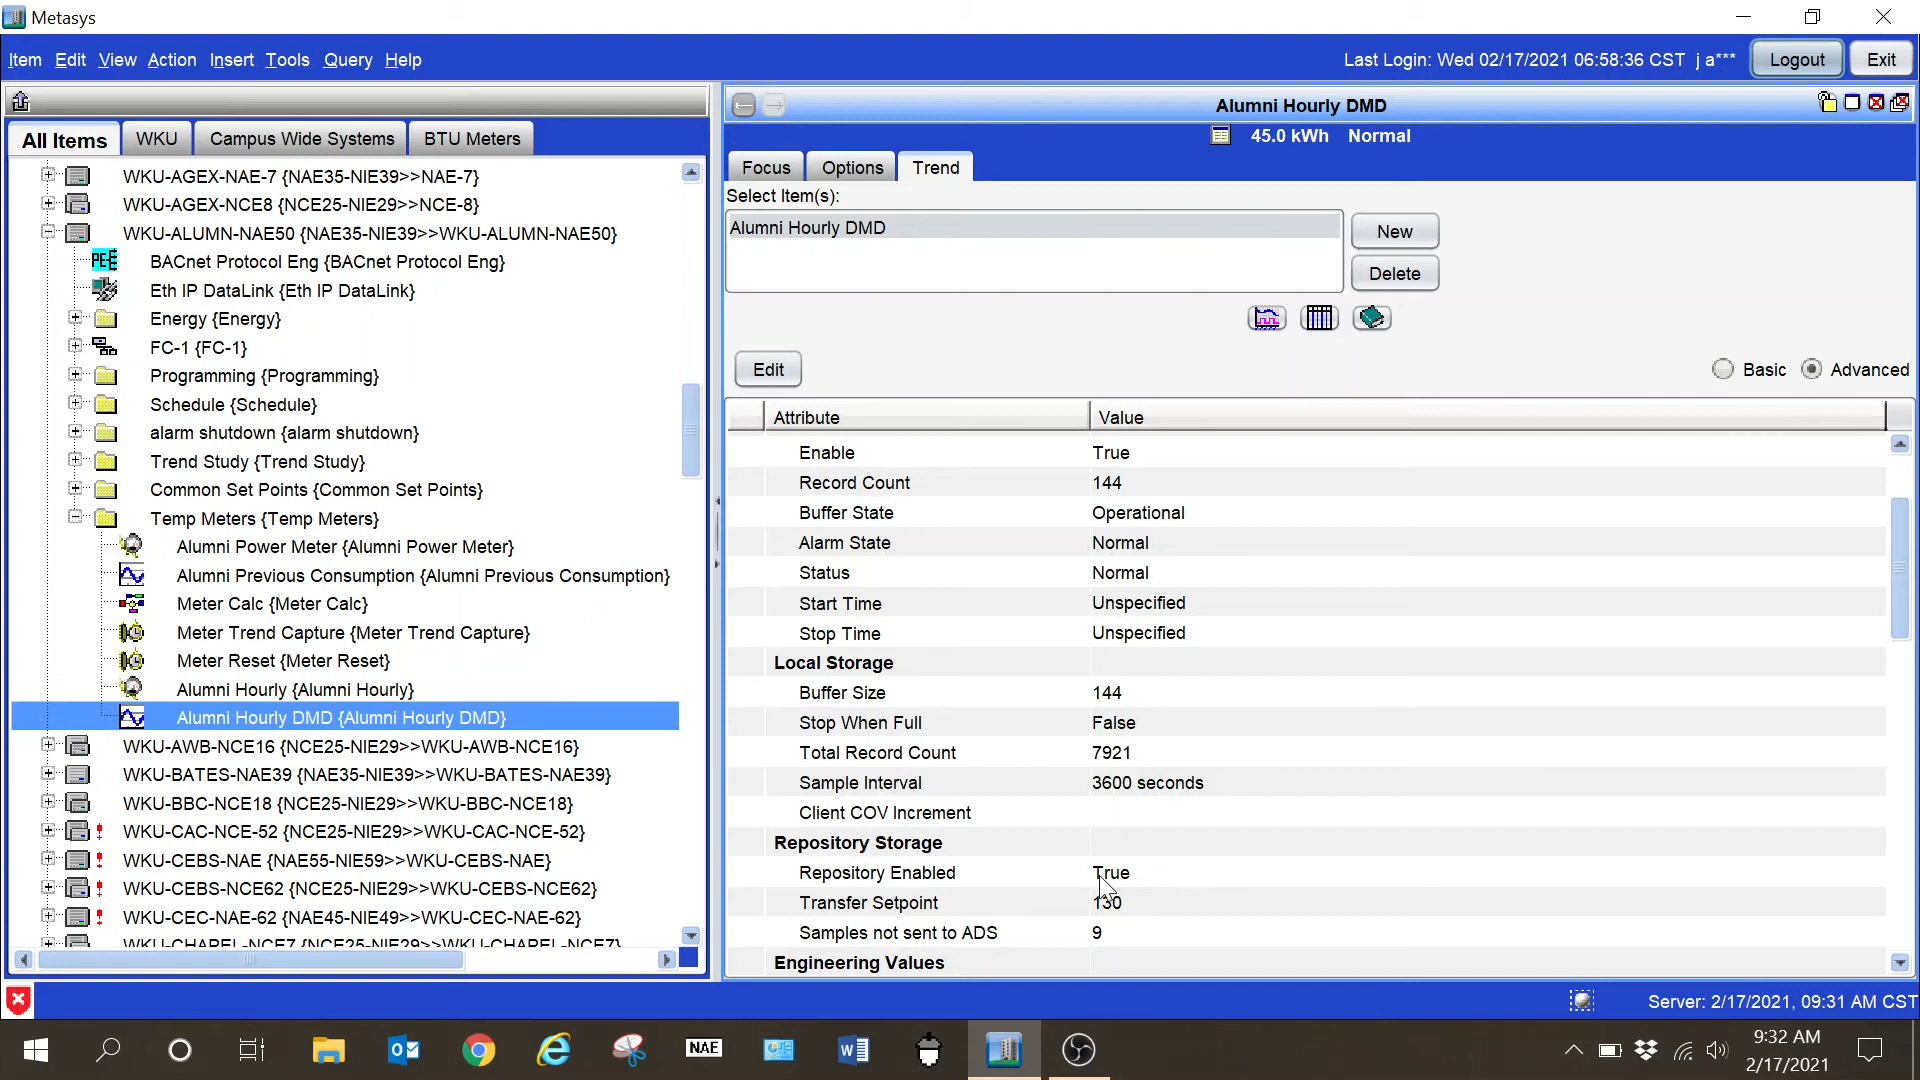 Metasys
Item Edit View Action Insert Tools Query Help
Last Login: Wed 02/17/2021 06:58:36 CST j a***
Logout
Exit
All Items
WKU
Campus Wide Systems
BTU Meters
WKU-AGEX-NAE-7 {NAE35-NIE39>>NAE-7}
WKU-AGEX-NCE8 {NCE25-NIE29>>NCE-8}
WKU-ALUMN-NAE50 {NAE35-NIE39>>WKU-ALUMN-NAE50}
BACnet Protocol Eng {BACnet Protocol Eng}
Eth IP DataLink {Eth IP DataLink}
Energy {Energy}
FC-1 {FC-1}
Programming {Programming}
Schedule {Schedule}
alarm shutdown {alarm shutdown}
Trend Study {Trend Study}
Common Set Points {Common Set Points}
Temp Meters {Temp Meters}
Alumni Power Meter {Alumni Power Meter}
Alumni Previous Consumption {Alumni Previous Consumption}
Meter Calc {Meter Calc}
Meter Trend Capture {Meter Trend Capture}
Meter Reset {Meter Reset}
Alumni Hourly {Alumni Hourly}
Alumni Hourly DMD {Alumni Hourly DMD}
WKU-AWB-NCE16 {NCE25-NIE29>>WKU-AWB-NCE16}
WKU-BATES-NAE39 {NAE35-NIE39>>WKU-BATES-NAE39}
WKU-BBC-NCE18 {NCE25-NIE29>>WKU-BBC-NCE18}
WKU-CAC-NCE-52 {NCE25-NIE29>>WKU-CAC-NCE-52}
WKU-CEBS-NAE {NAE55-NIE59>>WKU-CEBS-NAE}
WKU-CEBS-NCE62 {NCE25-NIE29>>WKU-CEBS-NCE62}
WKU-CEC-NAE-62 {NAE45-NIE49>>WKU-CEC-NAE-62}
WKU-CHAPEL-NCE7 {NCE25-NIE29>>WKU-CHAPEL-NCE7}
Alumni Hourly DMD
45.0 kWh Normal
Focus
Options
Trend
Select Item(s):
Alumni Hourly DMD
New
Delete
Edit
Basic
Advanced
Attribute Value
Enable True
Record Count 144
Buffer State Operational
Alarm State Normal
Status Normal
Start Time Unspecified
Stop Time Unspecified
Local Storage
Buffer Size 144
Stop When Full False
Total Record Count 7921
Sample Interval 3600 seconds
Client COV Increment
Repository Storage
Repository Enabled True
Transfer Setpoint 130
Samples not sent to ADS 9
Engineering Values
Server: 2/17/2021, 09:31 AM CST
NAE
9:32 AM
2/17/2021